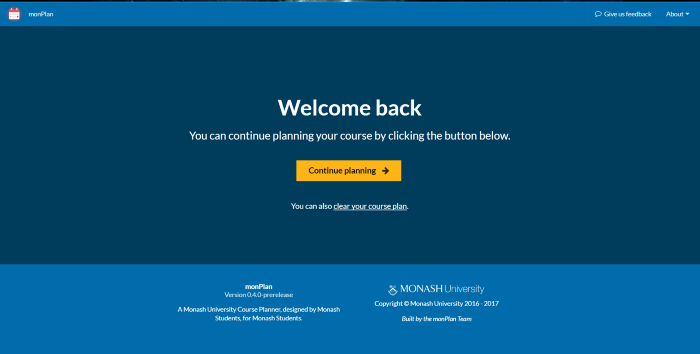 monPlan
Give us feedback
About
Welcome back
You can continue planning your course by clicking the button below.
Continue planning
You can also clear your course plan.
monPlan
Version 0.4.0-prerelease
A Monash University Course Planner, designed by Monash
Students, for Monash Students.
MONASH University
Copyright © Monash University 2016 - 2017
Built by the monPlan Team